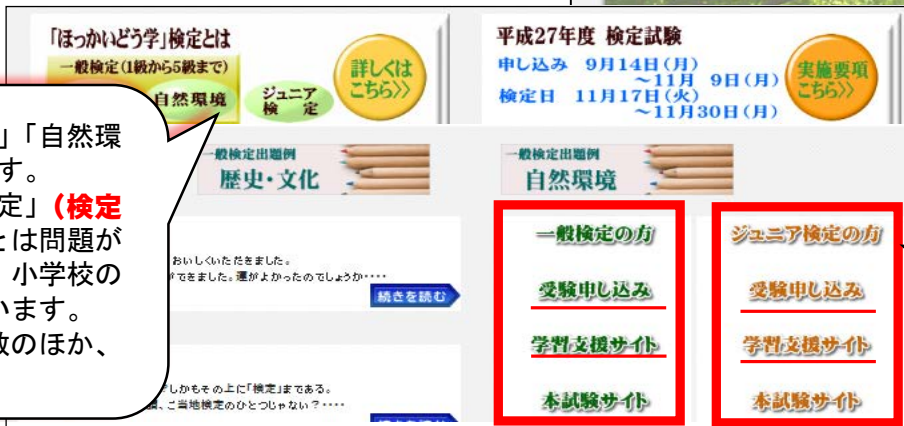 「ほっかいどう学」検定とは
一般検定(1級から5級まで)
自然環境
ジュニア
検 定
詳しくは
こちら>>
平成27年度 検定試験
申し込み 9月14日(月)
～11月 9日(月)
検定日 11月17日(火)
～11月30日(月)
実施要項
こちら>>
」「自然環
す。
定」(検定
とは問題が
、小学校の
います。
数のほか、
一般検定出題例
歴史・文化
一般検定出題例
自然環境
おいしくいただきました。
できました。運がよかったのでしょうか・・・・
続きを読む
しかもその上に「検定」まである。
、ご当地検定のひとつじゃない？・・・・
一般検定の方
受験申し込み
学習支援サイト
本試験サイト
ジュニア検定の方
受験申し込み
学習支援サイト
本試験サイト